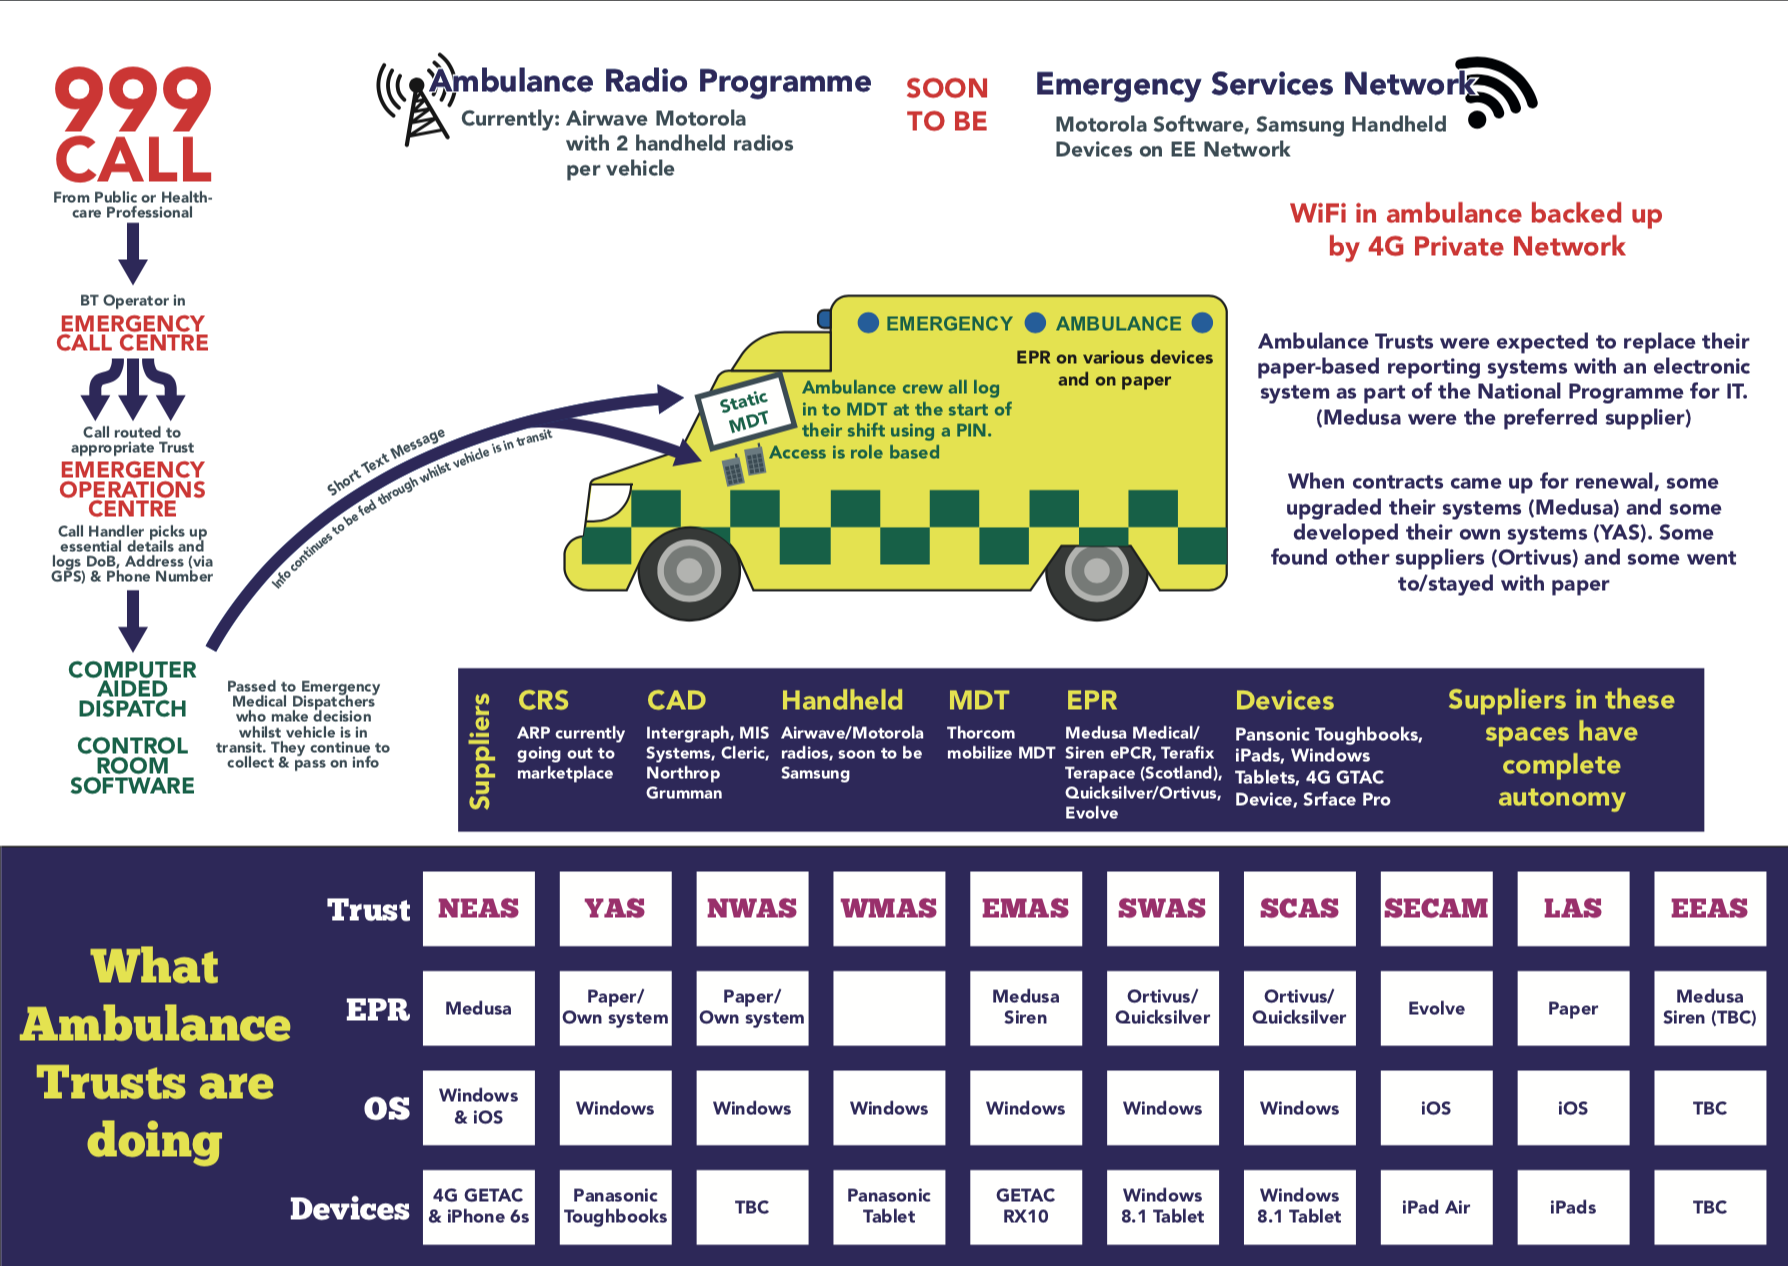 999
CALL
From Public or Health-
care Professional
BT Operator in
EMERGENCY
CALL CENTRE
Call routed to
appropriate Trust
EMERGENCY
OPERATIONS
CENTRE
Call Handler picks up
essential details and
logs DoB, Address (via
GPS) & Phone Number
COMPUTER
AIDED
DISPATCH
CONTROL
ROOM
SOFTWARE
Passed to Emergency
Medical Dispatchers
who make decision
whilst vehicle is in
transit. They continue to
collect & pass on info
Short Text Message
Info continues to be fed through whilst vehicle is in transit
Ambulance Radio Programme
Currently: Airwave Motorola
with 2 handheld radios
per vehicle
SOON
TO BE
Emergency Services Network
Motorola Software, Samsung Handheld
Devices on EE Network
WiFi in ambulance backed up
by 4G Private Network
EMERGENCY AMBULANCE
EPR on various devices
and on paper
Static
MDT
Ambulance crew all log
in to MDT at the start of
their shift using a PIN.
Access is role based
Ambulance Trusts were expected to replace their
paper-based reporting systems with an electronic
system as part of the National Programme for IT.
(Medusa were the preferred supplier)
When contracts came up for renewal, some
upgraded their systems (Medusa) and some
developed their own systems (YAS). Some
found other suppliers (Ortivus) and some went
to/stayed with paper
Suppliers
CRS
ARP currently
going out to
marketplace
CAD
Intergraph, MIS
Systems, Cleric,
Northrop
Grumman
Handheld
Airwave/Motorola
radios, soon to be
Samsung
MDT
Thorcom
mobilize MDT
EPR
Medusa Medical/
Siren ePCR, Terafix
Terapace (Scotland),
Quicksilver/Ortivus,
Evolve
Devices
Pansonic Toughbooks,
iPads, Windows
Tablets, 4G GTAC
Device, Srface Pro
Suppliers in these
spaces have
complete
autonomy
What
Ambulance
Trusts are
doing
Trust NEAS YAS NWAS WMAS EMAS SWAS SCAS SECAM LAS EEAS
EPR
Medusa
Paper/
Own system
Paper/
Own system
Medusa
Siren
Ortivus/
Quicksilver
Ortivus/
Quicksilver
Evolve
Paper
Medusa
Siren (TBC)
OS
Windows
& iOS
Windows
Windows
Windows
Windows
Windows
Windows
iOS
iOS
TBC
Devices
4G GETAC
& iPhone 6s
Panasonic
Toughbooks
TBC
Panasonic
Tablet
GETAC
RX10
Windows
8.1 Tablet
Windows
8.1 Tablet
iPad Air
iPads
TBC